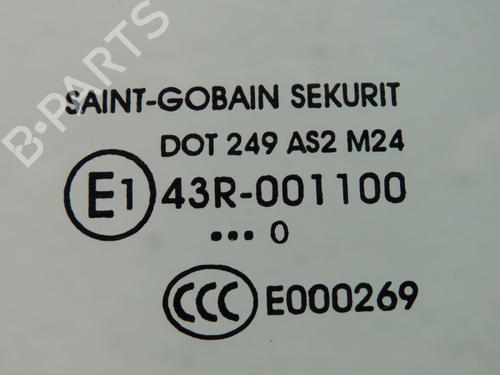 B-PARTS
SAINT-GOBAIN SEKURIT
DOT 249 AS2 M24
E1 43R-001100
... 0
CCC E000269